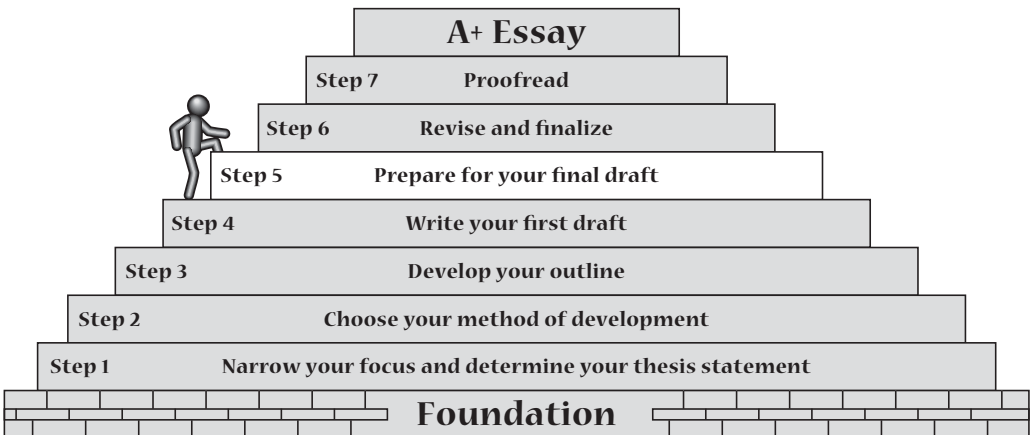 A+ Essay
Step 7 Proofread
Step 6 Revise and finalize
Step 5 Prepare for your final draft
Step 4 Write your first draft
Step 3 Develop your outline
Step 2 Choose your method of development
Step 1 Narrow your focus and determine your thesis statement
Foundation